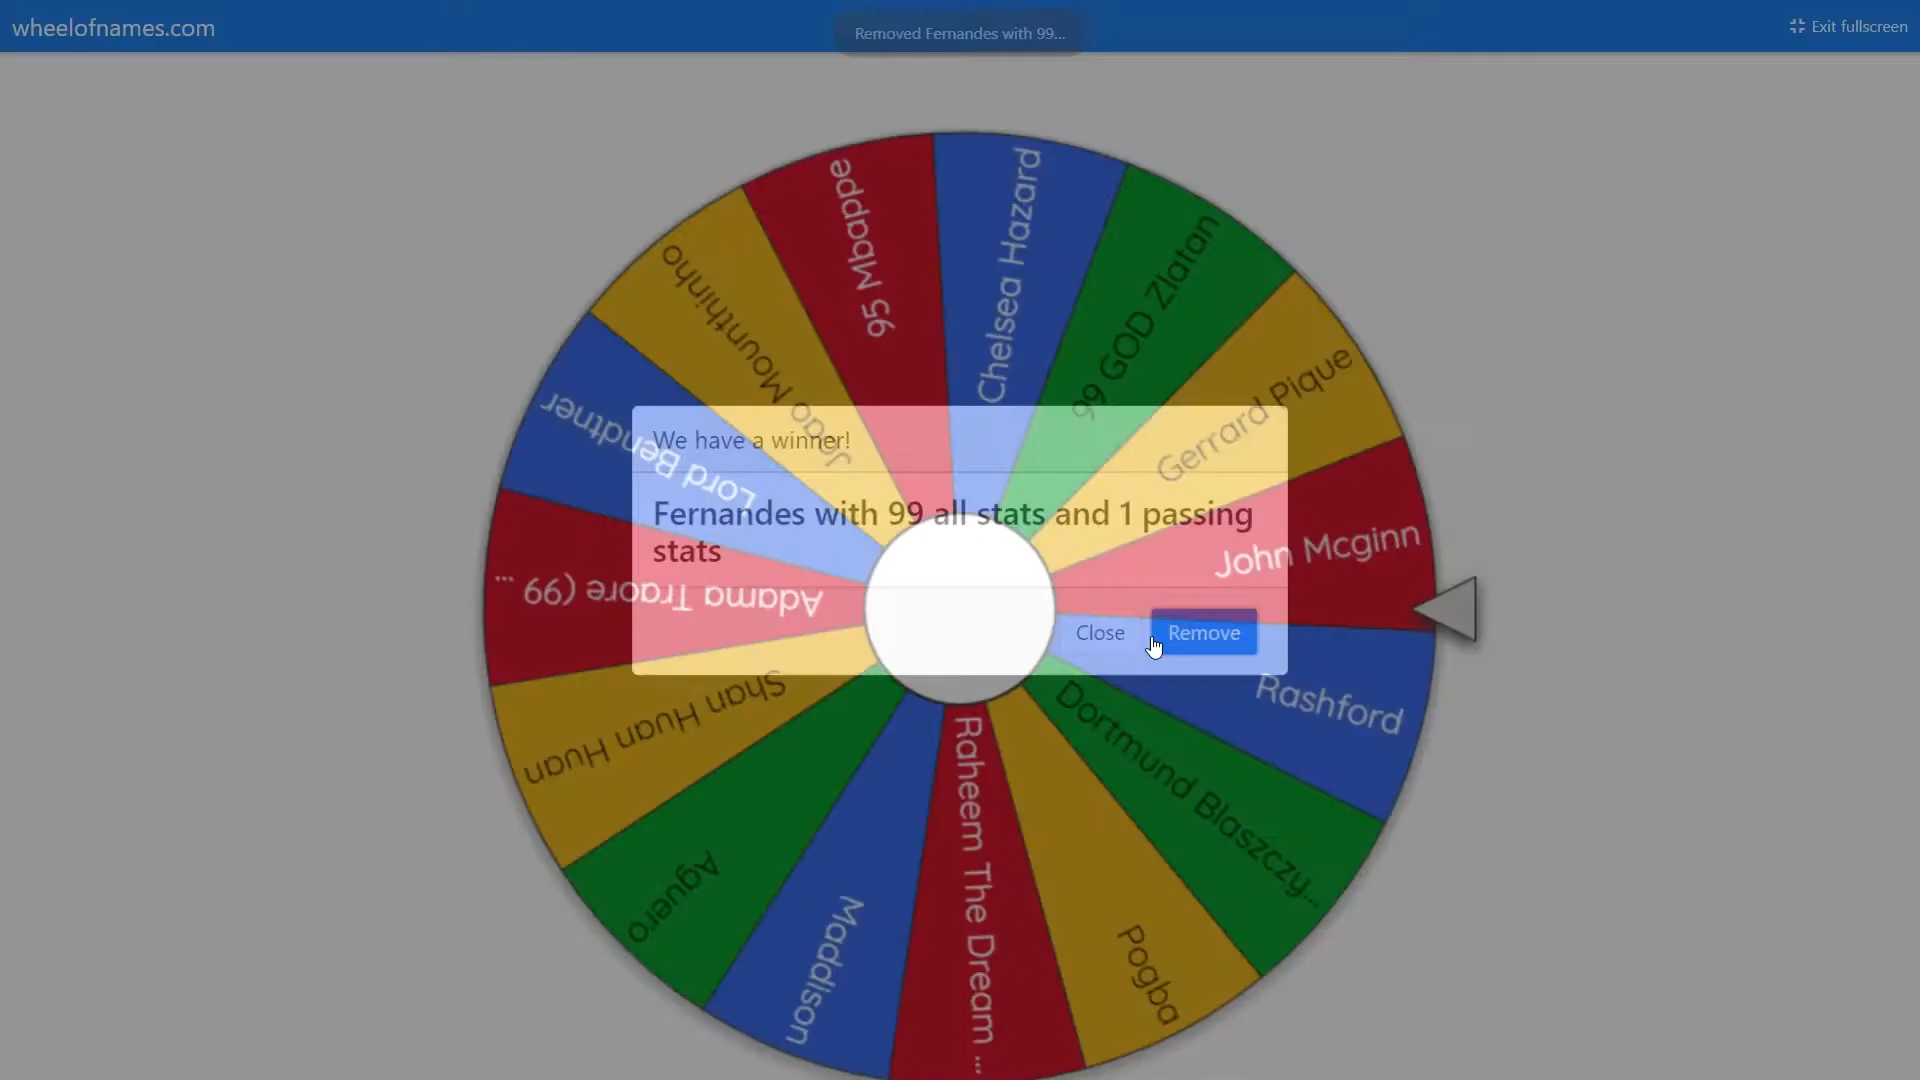 wheelofnames.com
Removed Fernandes with 99...
Exit fullscreen
95 Mbappe
Chelsea Hazard
99 GOD Zlatan
Gerrard Pique
John Mcginn
Rashford
Dortmund Blaszczy...
Pogba
Raheem The Dream ...
Maddison
Aguero
Shan Huan Huan
Adama Traore (99 ...
Lord Bendtner
Joao Mounthinho
We have a winner!
Fernandes with 99 all stats and 1 passing
stats
Close
Remove